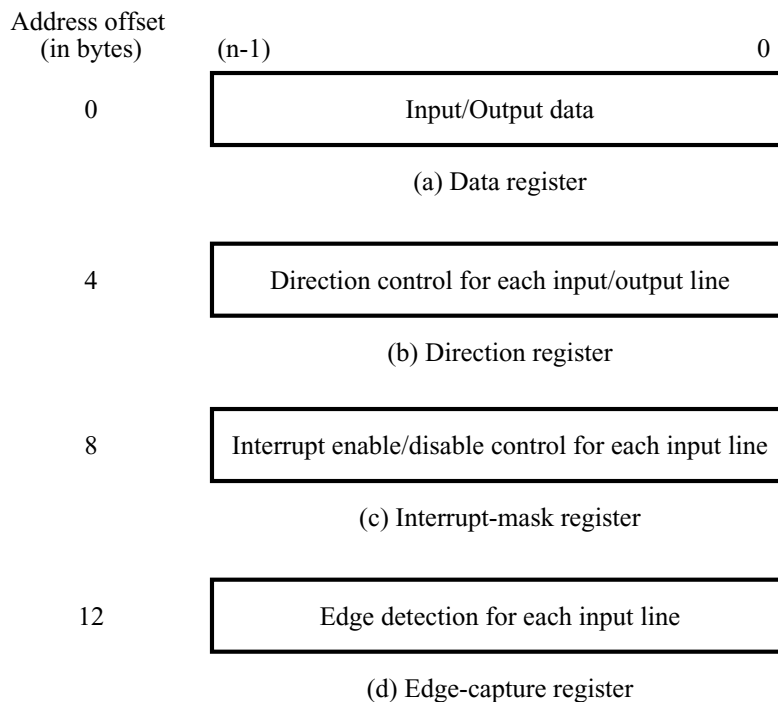 Address offset
(in bytes)
(n-1) 0
0 Input/Output data
(a) Data register
4 Direction control for each input/output line
(b) Direction register
8 Interrupt enable/disable control for each input line
(c) Interrupt-mask register
12 Edge detection for each input line
(d) Edge-capture register